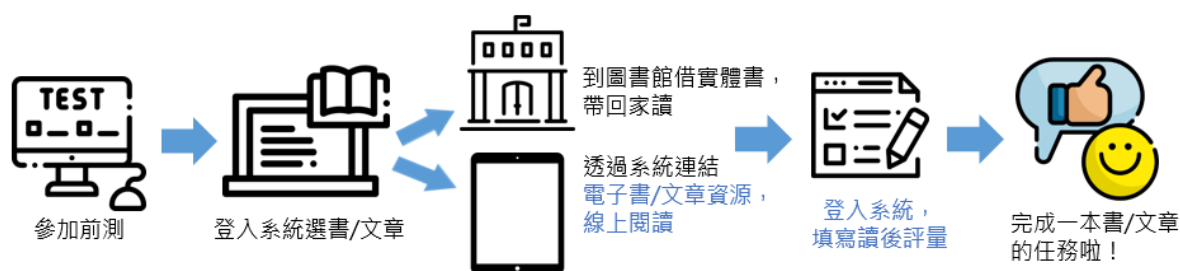 TEST
參加前測
登入系統選書/文章
到圖書館借實體書，
帶回家讀
透過系統連結
電子書/文章資源，
線上閱讀
登入系統，
填寫讀後評量
完成一本書/文章
的任務啦！